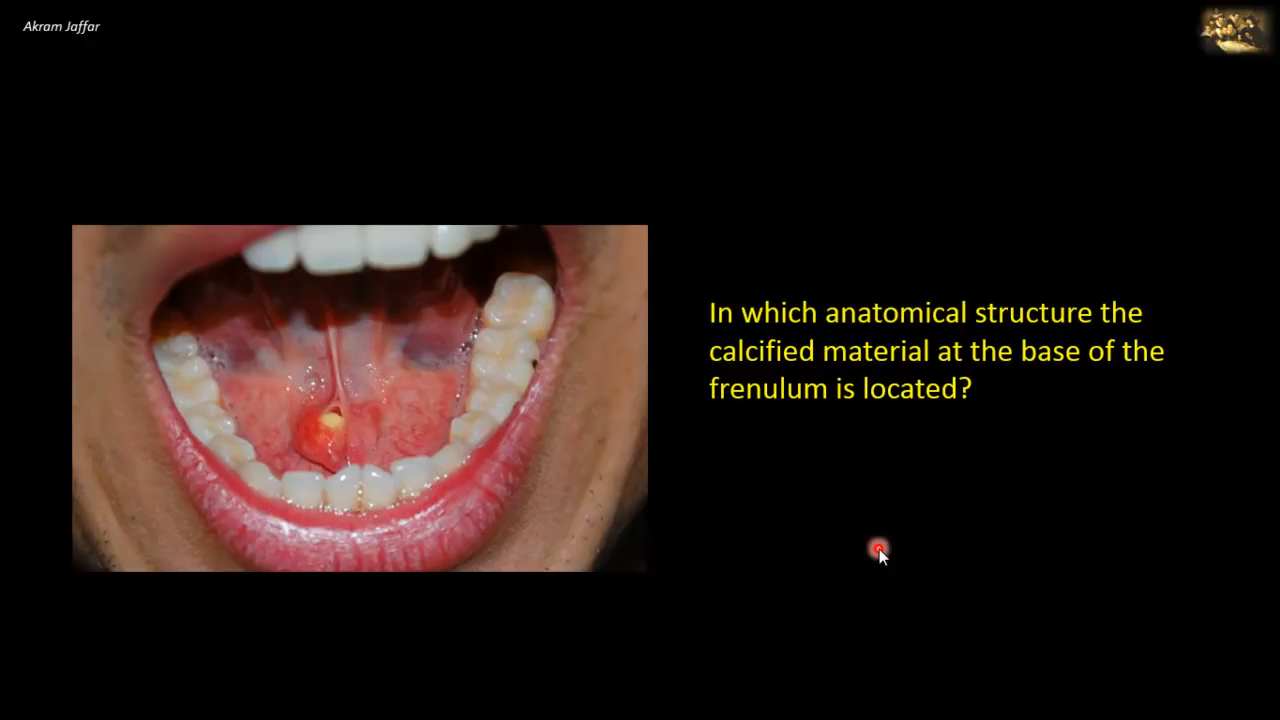 Akram Jaffar
In which anatomical structure the
calcified material at the base of the
frenulum is located?